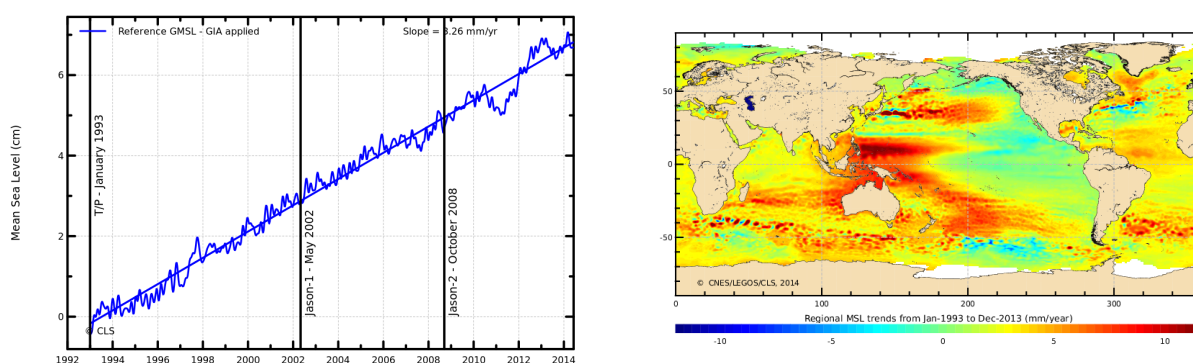 Reference GMSL - GIA applied
Slope = 3.26 mm/yr
Mean Sea Level (cm)
6
4
2
0
T/P - January 1993
Jason-1 - May 2002
Jason-2 - October 2008
© CLS
1992 1994 1996 1998 2000 2002 2004 2006 2008 2010 2012 2014
50
0
-50
© CNES/LEGOS/CLS, 2014
0 100 200 300
Regional MSL trends from Jan-1993 to Dec-2013 (mm/year)
-10 -5 0 5 10